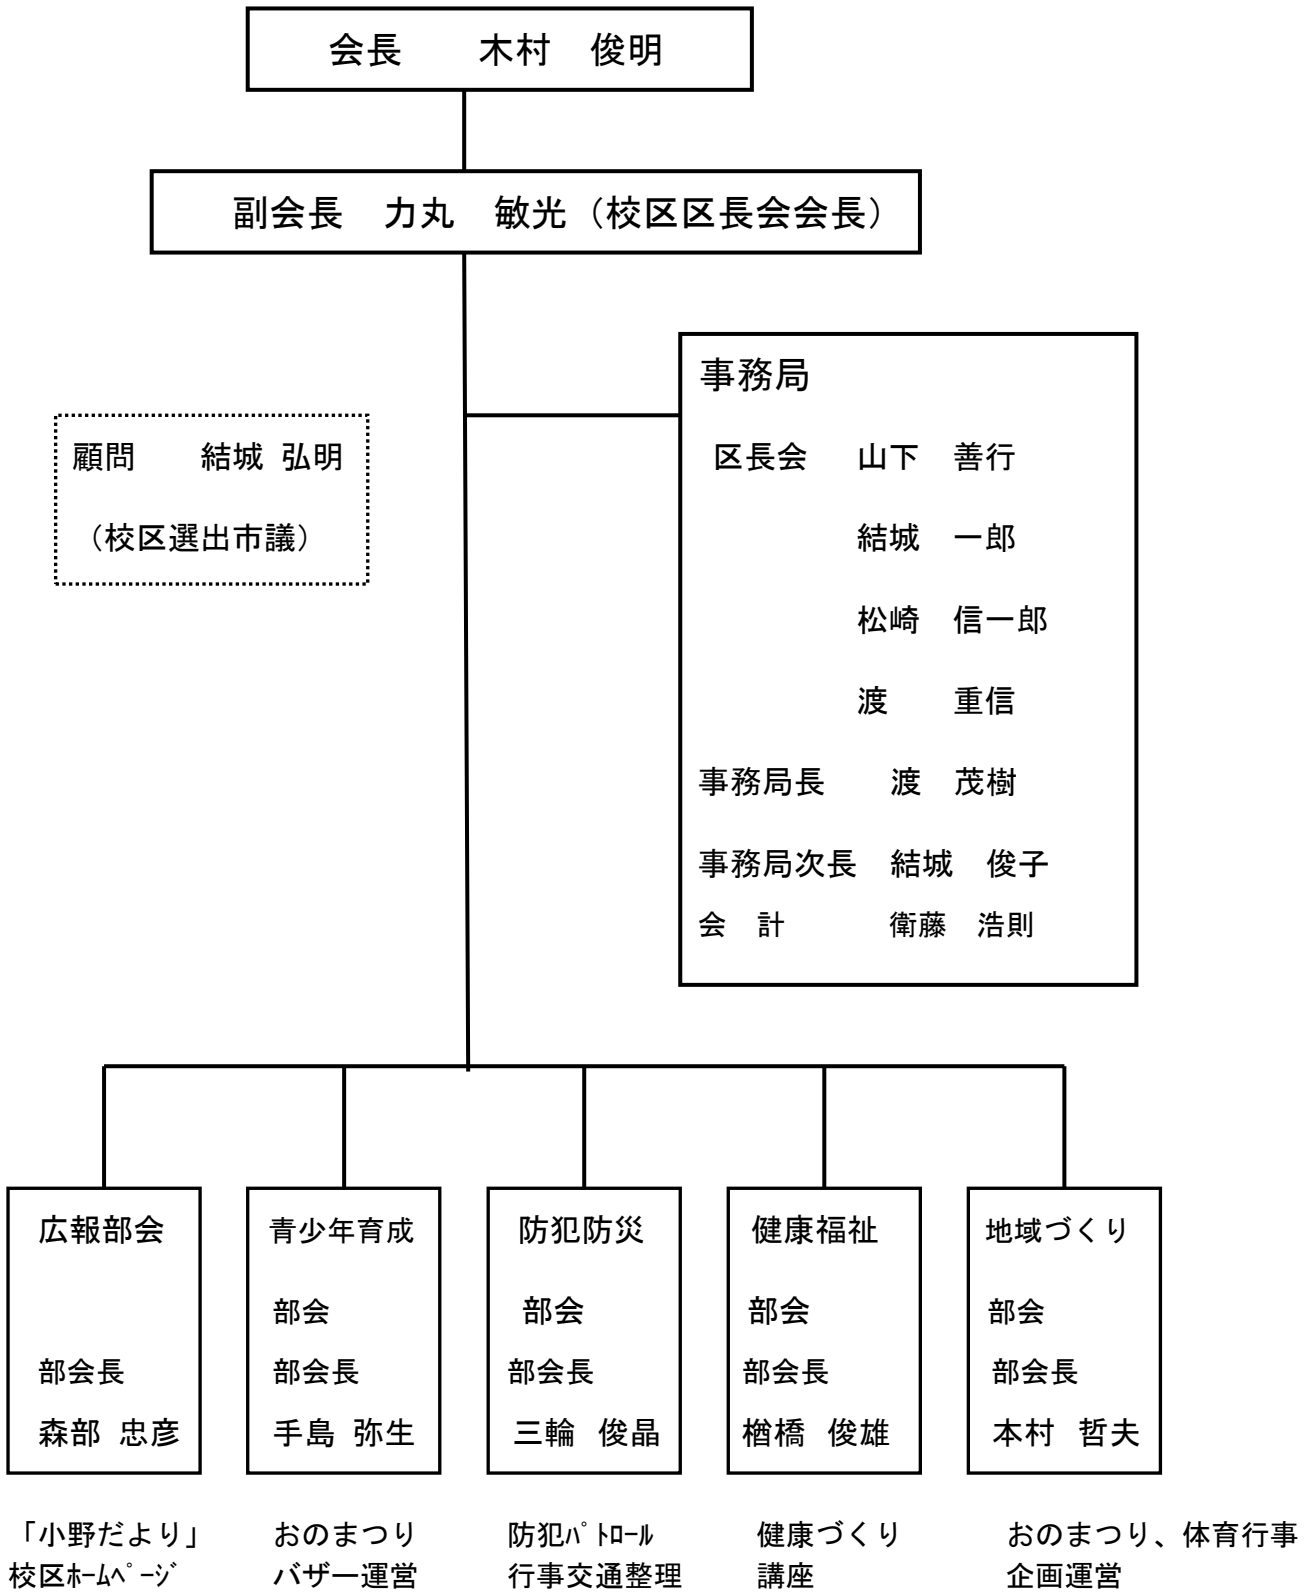 会長　　木村　俊明
副会長　力丸　敏光（校区区長会会長）
事務局
顧問　　結城 弘明
（校区選出市議）
区長会　山下　善行
結城　一郎
松崎　信一郎
渡　　重信
事務局長　　渡　茂樹
事務局次長　結城　俊子
会　計　　　衛藤　浩則
広報部会
部会長
森部 忠彦
青少年育成
部会
部会長
手島 弥生
防犯防災
部会
部会長
三輪 俊晶
健康福祉
部会
部会長
楢橋 俊雄
地域づくり
部会
部会長
本村 哲夫
「小野だより」
校区ﾎｰﾑﾍﾟｰｼﾞ
おのまつり
バザー運営
防犯ﾊﾟﾄﾛｰﾙ
行事交通整理
健康づくり
講座
おのまつり、体育行事
企画運営